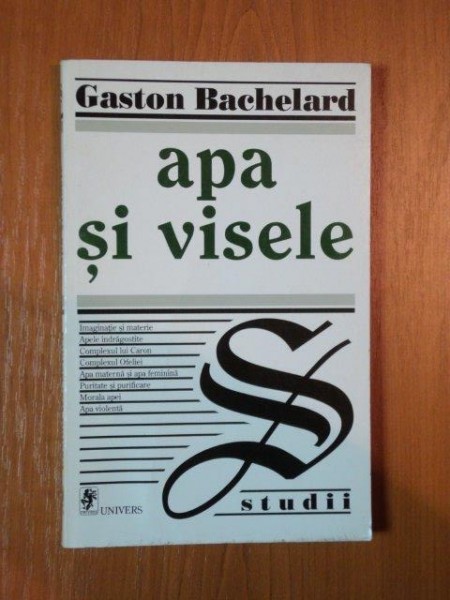 Gaston Bachelard
apa
și visele
Imaginație și materie
Apele îndrăgostite
Complexul lui Caron
Complexul Ofeliei
Apa maternă și apa feminină
Puritate și purificare
Morala apei
Apa violentă
S
studii
UNIVERS